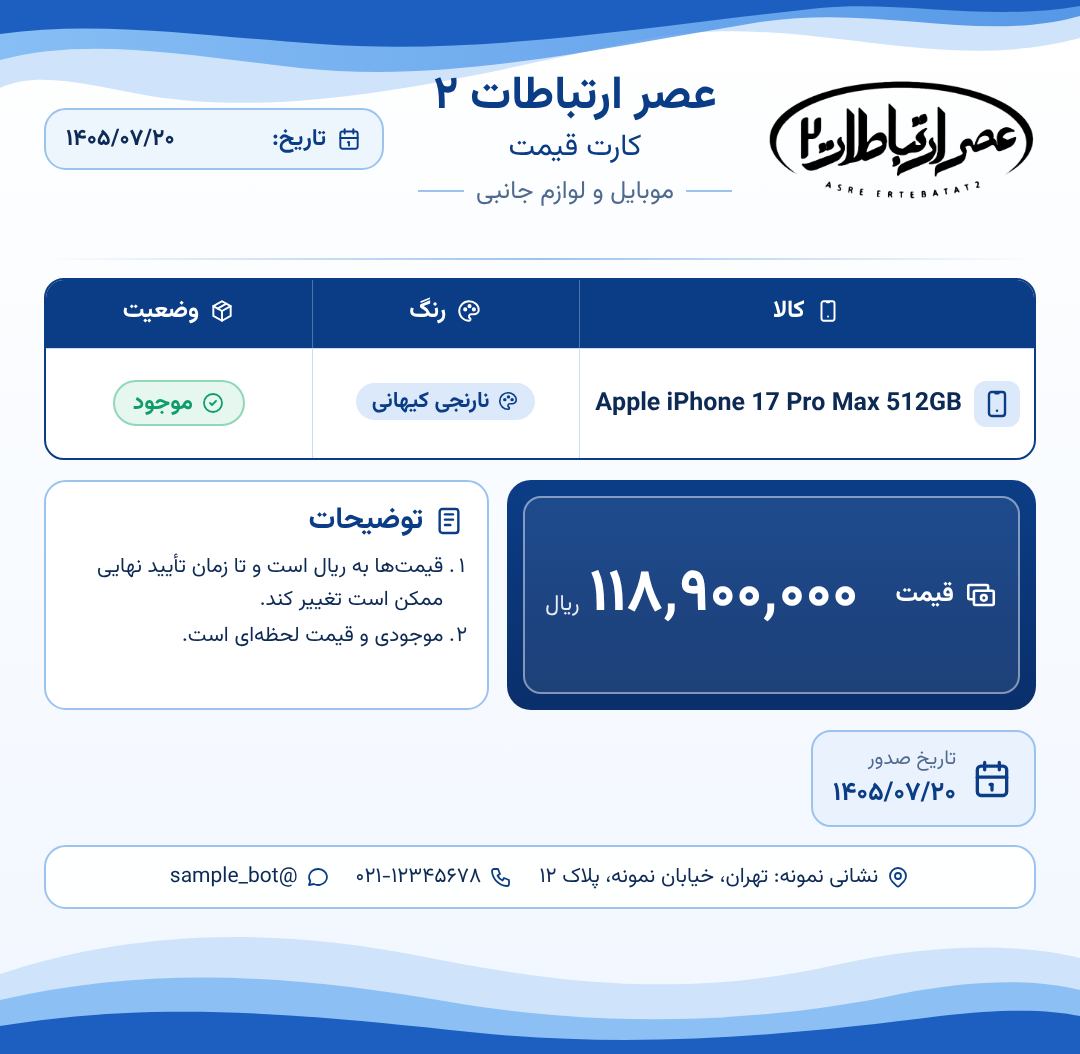 عصر ارتباطات ۲
ASRE ERTEBATAT 2
عصر ارتباطات ۲
کارت قیمت
موبایل و لوازم جانبی
تاریخ: ۱۴۰۵/۰۷/۲۰
کالا	رنگ	وضعیت
Apple iPhone 17 Pro Max 512GB	نارنجی کیهانی	موجود
قیمت ۱۱۸,۹۰۰,۰۰۰ ریال
توضیحات
۱. قیمت‌ها به ریال است و تا زمان تأیید نهایی
ممکن است تغییر کند.
۲. موجودی و قیمت لحظه‌ای است.
تاریخ صدور
۱۴۰۵/۰۷/۲۰
نشانی نمونه: تهران، خیابان نمونه، پلاک ۱۲ ۰۲۱-۱۲۳۴۵۶۷۸ @sample_bot